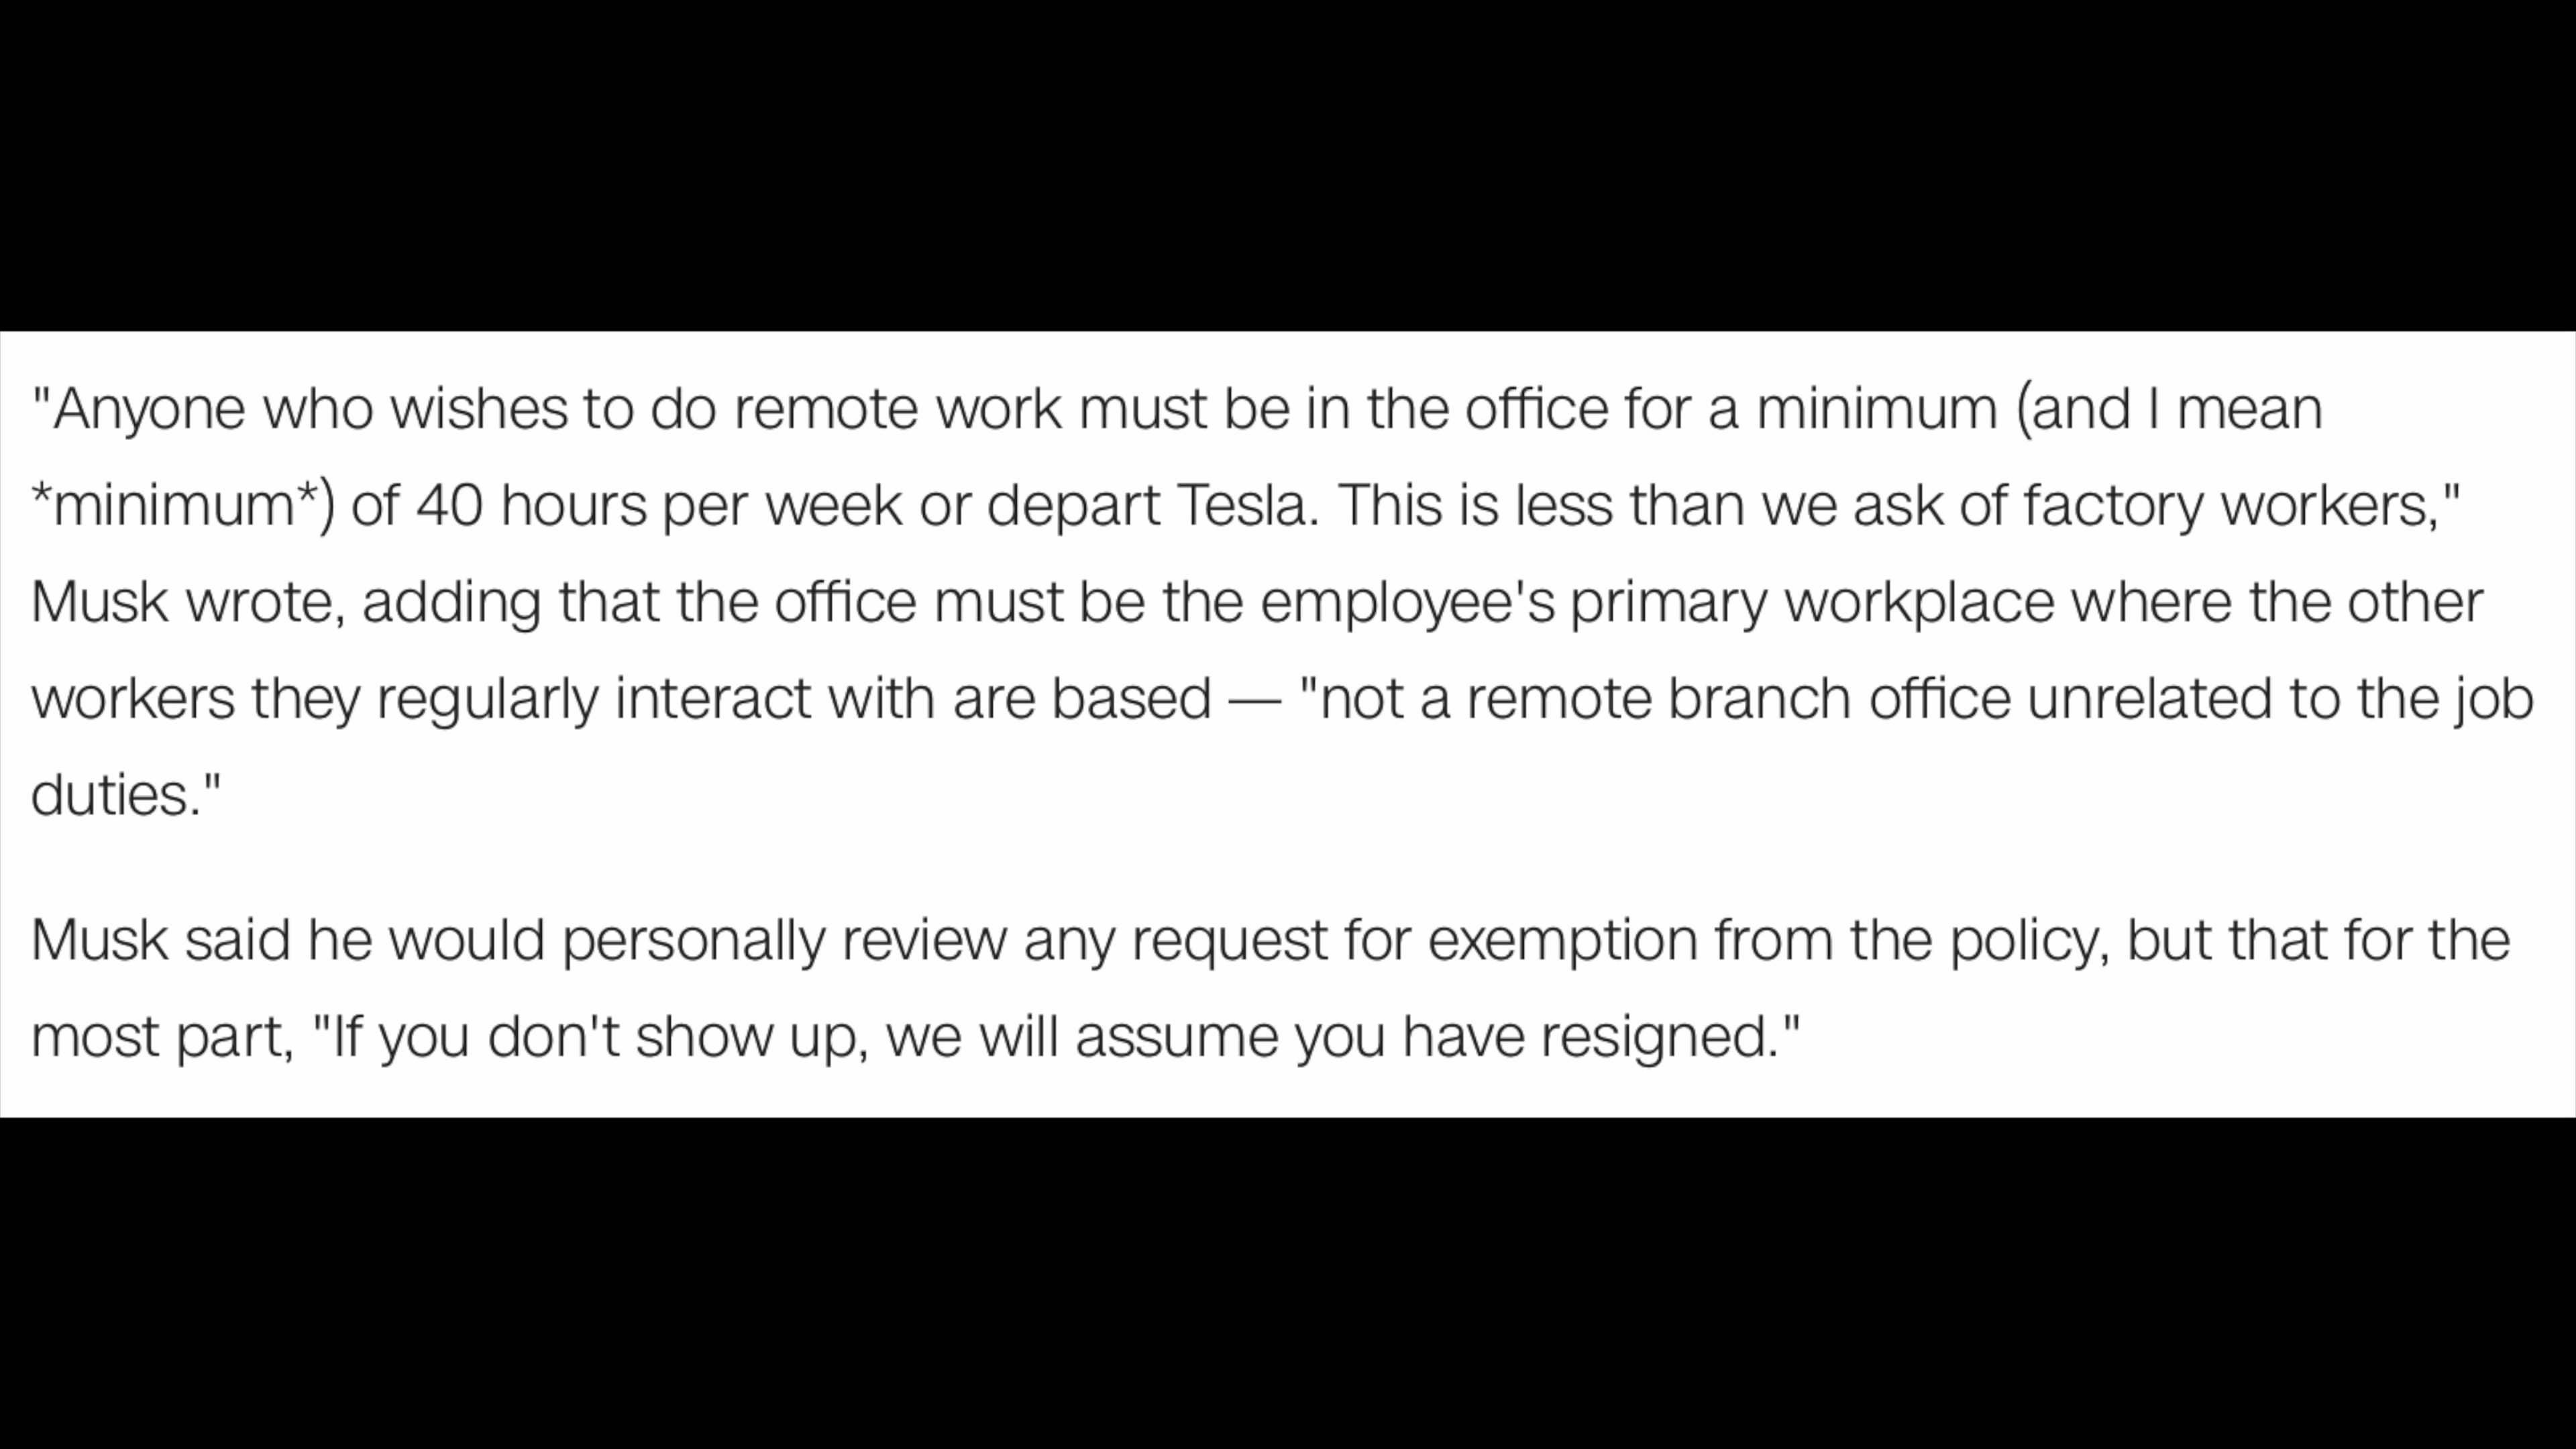 "Anyone who wishes to do remote work must be in the office for a minimum (and I mean
*minimum*) of 40 hours per week or depart Tesla. This is less than we ask of factory workers,"
Musk wrote, adding that the office must be the employee's primary workplace where the other
workers they regularly interact with are based — "not a remote branch office unrelated to the job
duties."
Musk said he would personally review any request for exemption from the policy, but that for the
most part, "If you don't show up, we will assume you have resigned."